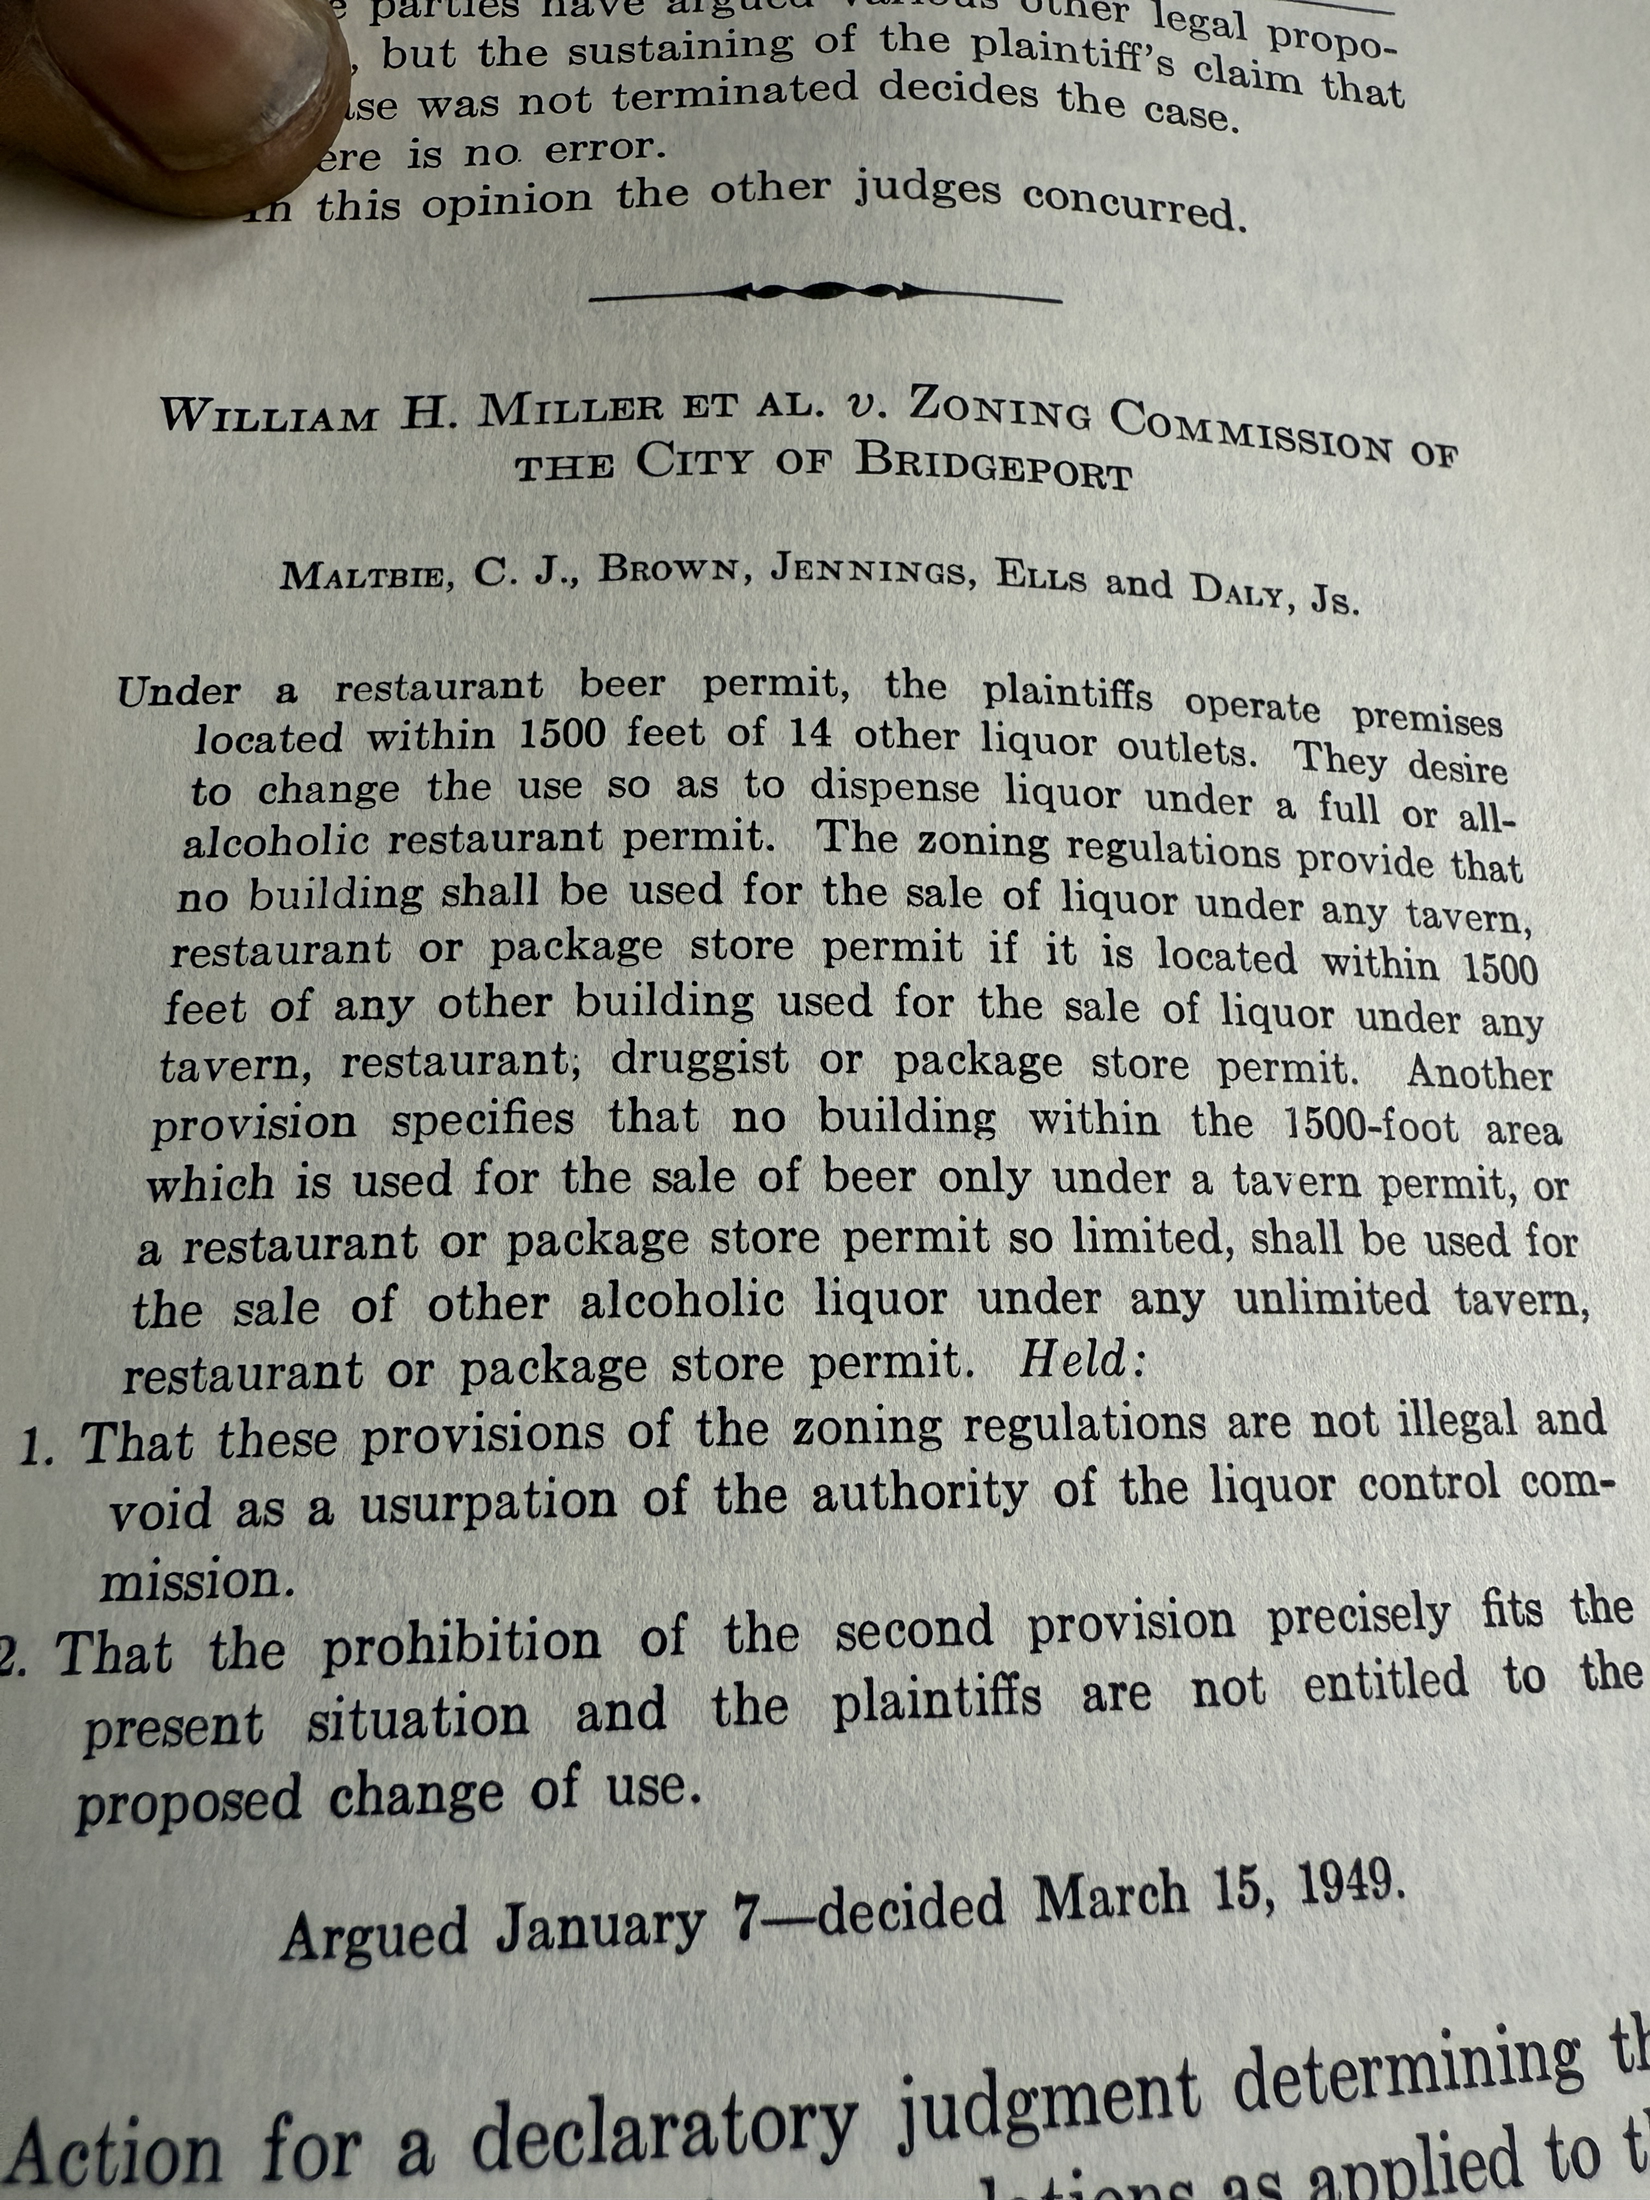 parties have argued various other legal propo-
, but the sustaining of the plaintiff's claim that
was not terminated decides the case.
is no error.
In this opinion the other judges concurred.
WILLIAM H. MILLER ET AL. v. ZONING COMMISSION OF
THE CITY OF BRIDGEPORT
MALTBIE, C. J., BROWN, JENNINGS, ELLS and DALY, Js.
Under a restaurant beer permit, the plaintiffs operate premises
located within 1500 feet of 14 other liquor outlets. They desire
to change the use so as to dispense liquor under a full or all-
alcoholic restaurant permit. The zoning regulations provide that
no building shall be used for the sale of liquor under any tavern,
restaurant or package store permit if it is located within 1500
feet of any other building used for the sale of liquor under any
tavern, restaurant; druggist or package store permit. Another
provision specifies that no building within the 1500-foot area
which is used for the sale of beer only under a tavern permit, or
a restaurant or package store permit so limited, shall be used for
the sale of other alcoholic liquor under any unlimited tavern,
restaurant or package store permit. Held:
1. That these provisions of the zoning regulations are not illegal and
void as a usurpation of the authority of the liquor control com-
mission.
2. That the prohibition of the second provision precisely fits the
present situation and the plaintiffs are not entitled to the
proposed change of use.
Argued January 7—decided March 15, 1949.
Action for a declaratory judgment determining
as applied to